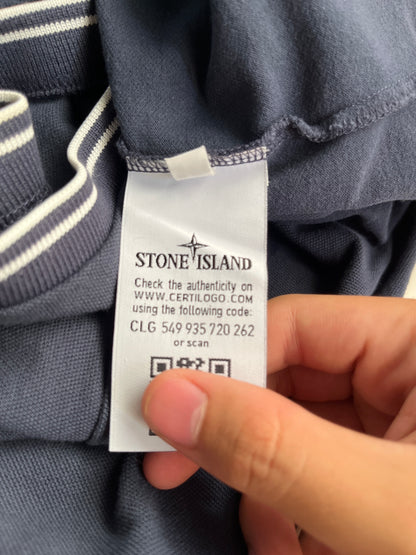 STONE ISLAND
Check the authenticity on
WWW.CERTILOGO.COM
using the following code:
CLG 549 935 720 262
or scan